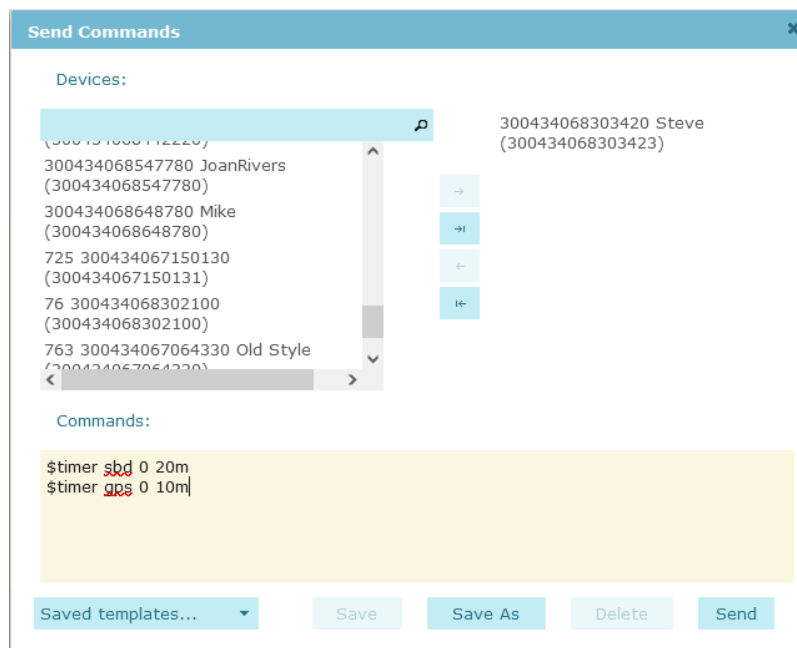 Send Commands
Devices:
300434068547780 JoanRivers
(300434068547780)
300434068648780 Mike
(300434068648780)
725 300434067150130
(300434067150131)
76 300434068302100
(300434068302100)
763 300434067064330 Old Style
300434068303420 Steve
(300434068303423)
Commands:
$timer sbd 0 20m
$timer gps 0 10m
Saved templates...
Save
Save As
Delete
Send